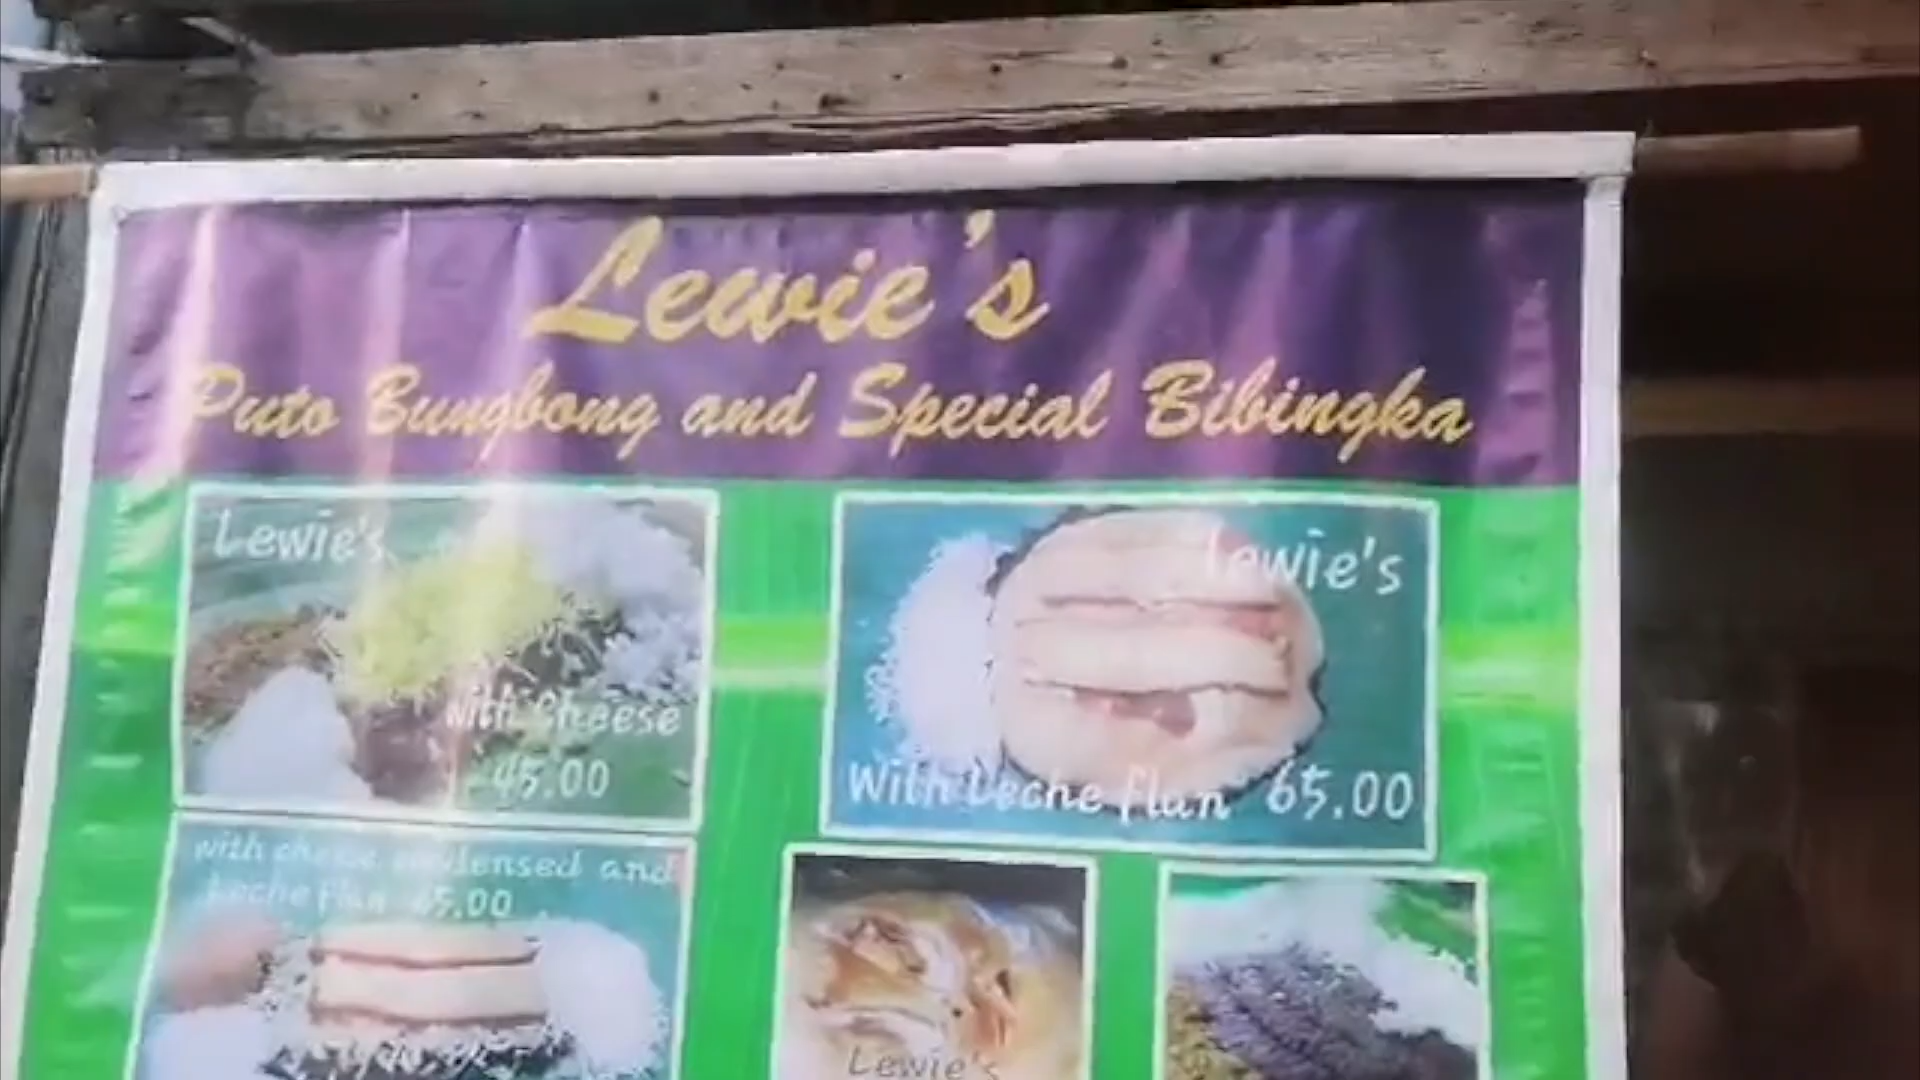 Lewie's
Puto Bungbong and Special Bibingka
Lewie's
with Cheese
45.00
Lewie's
With Leche flan 65.00
with cheese condensed and
Leche flan 65.00
Lewie's